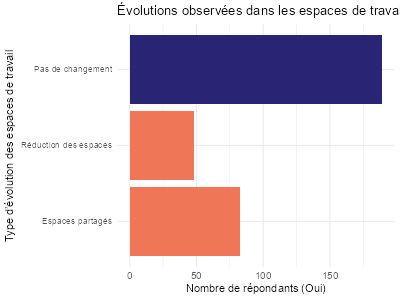 Évolutions observées dans les espaces de trava
Type d'évolution des espaces de travail
Pas de changement
Réduction des espaces
Espaces partagés
0 50 100 150
Nombre de répondants (Oui)